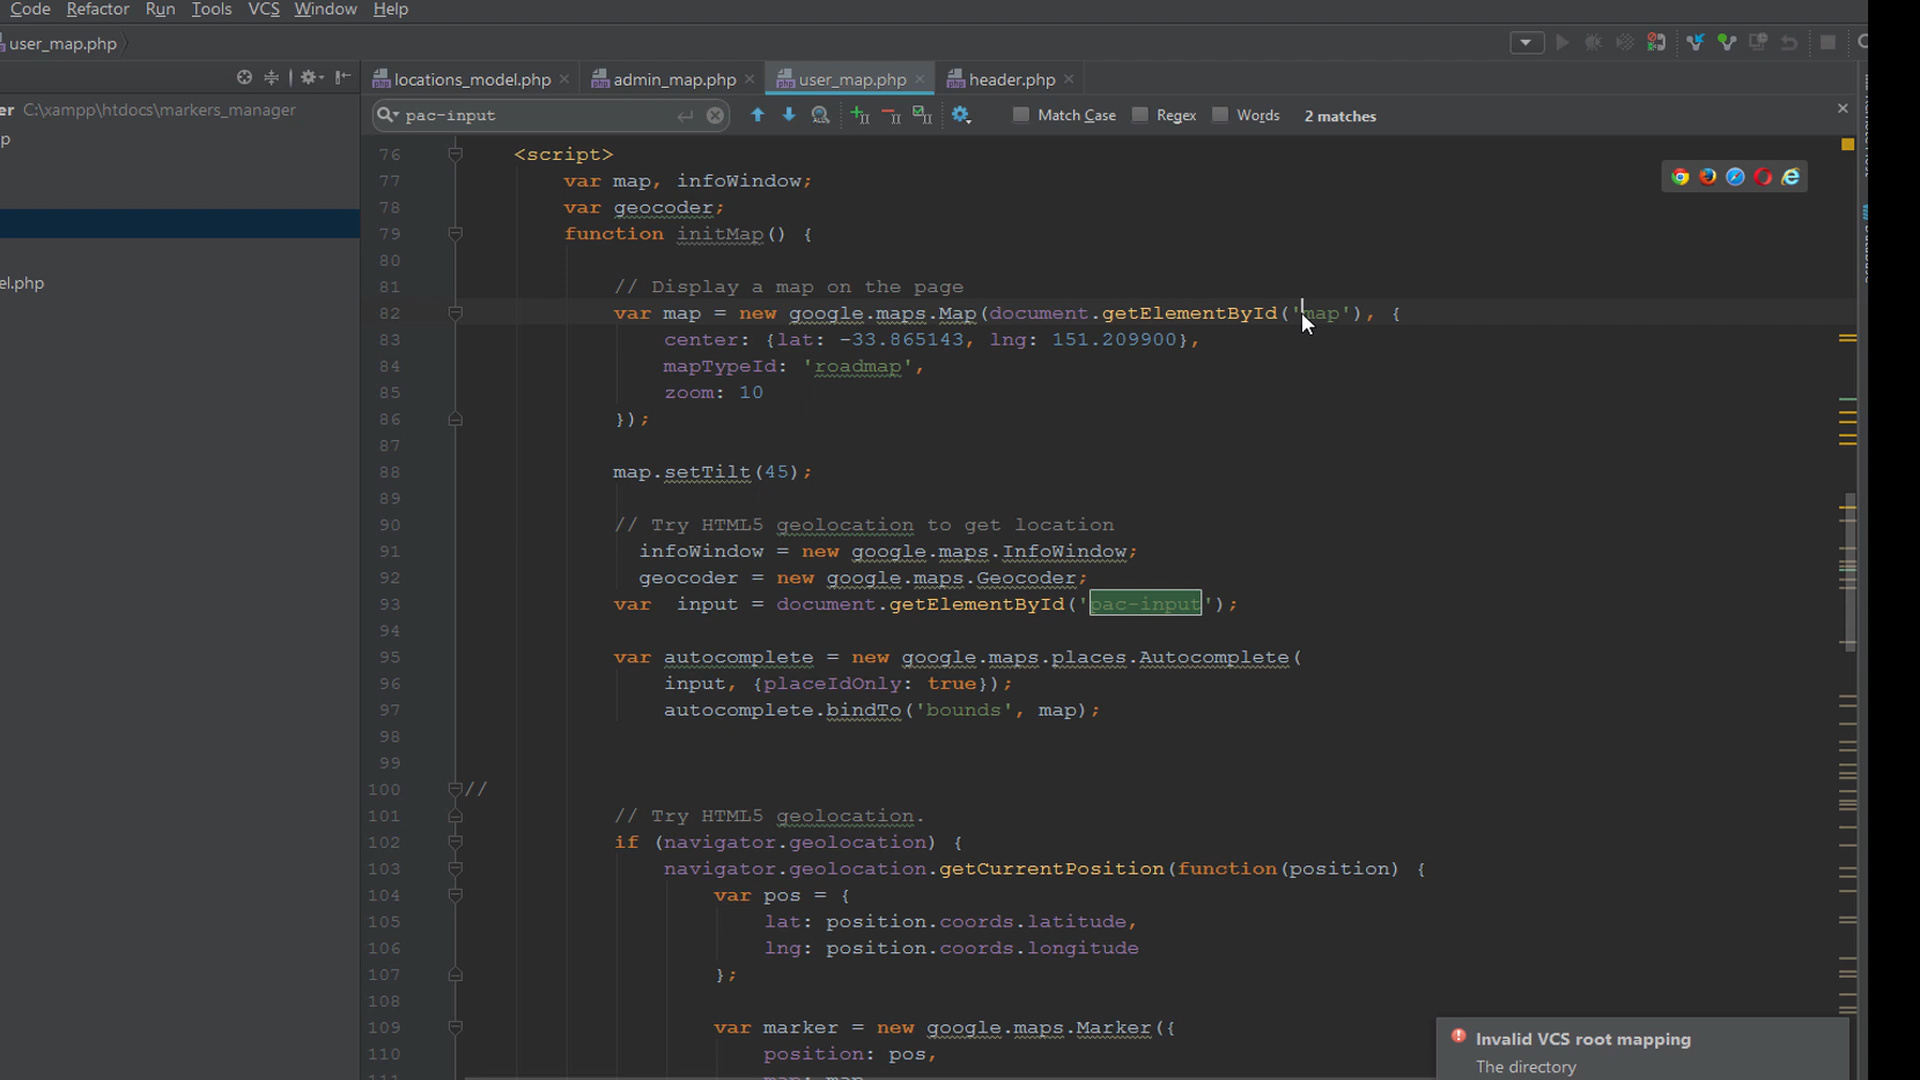 Code Refactor Run Tools VCS Window Help
user_map.php
locations_model.php admin_map.php user_map.php header.php
er C:\xampp\htdocs\markers_manager
pac-input Match Case Regex Words 2 matches
p
el.php
76 <script>
77 var map, infoWindow;
78 var geocoder;
79 function initMap() {
80
81 // Display a map on the page
82 var map = new google.maps.Map(document.getElementById('map'), {
83 center: {lat: -33.865143, lng: 151.209900},
84 mapTypeId: 'roadmap',
85 zoom: 10
86 });
87
88 map.setTilt(45);
89
90 // Try HTML5 geolocation to get location
91 infoWindow = new google.maps.InfoWindow;
92 geocoder = new google.maps.Geocoder;
93 var input = document.getElementById('pac-input');
94
95 var autocomplete = new google.maps.places.Autocomplete(
96 input, {placeIdOnly: true});
97 autocomplete.bindTo('bounds', map);
98
99
100 //
101 // Try HTML5 geolocation.
102 if (navigator.geolocation) {
103 navigator.geolocation.getCurrentPosition(function(position) {
104 var pos = {
105 lat: position.coords.latitude,
106 lng: position.coords.longitude
107 };
108
109 var marker = new google.maps.Marker({
110 position: pos,
Invalid VCS root mapping
The directory